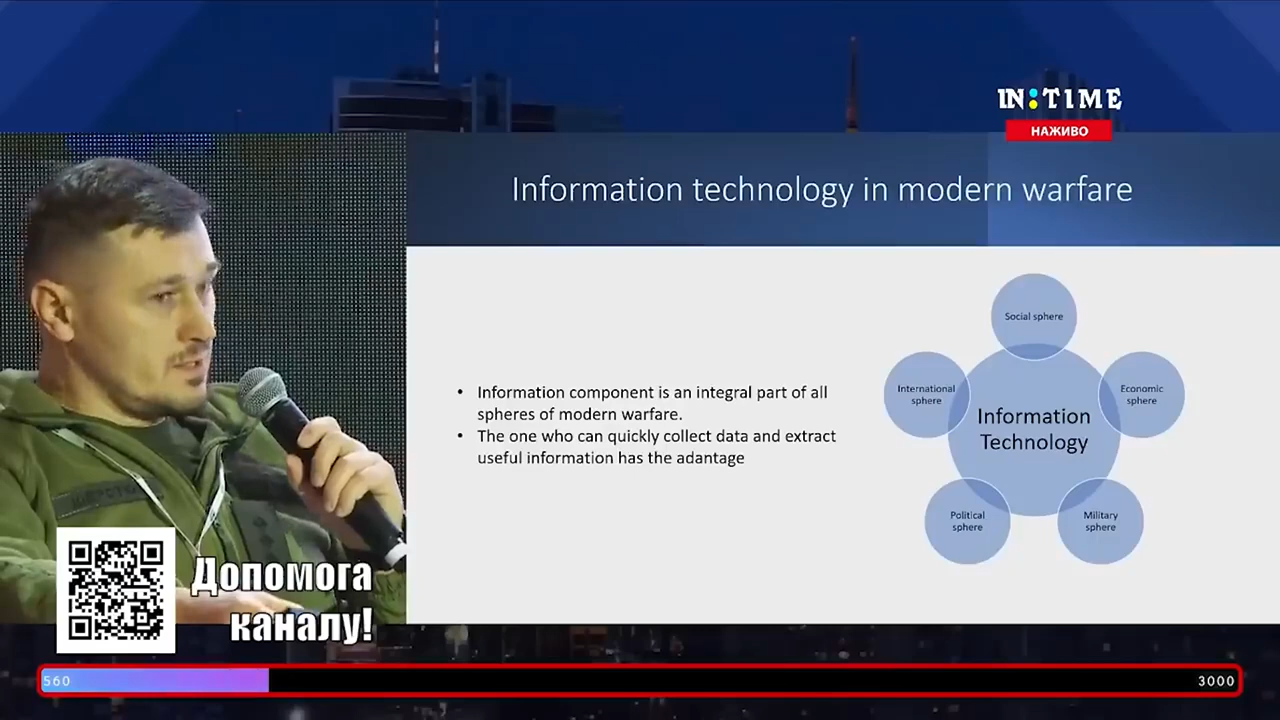 IN:TIME
НАЖИВО
Information technology in modern warfare
• Information component is an integral part of all
spheres of modern warfare.
• The one who can quickly collect data and extract
useful information has the adantage
Social sphere
International
sphere
Economic
sphere
Information
Technology
Political
sphere
Military
sphere
Допомога
каналу!
560
3000